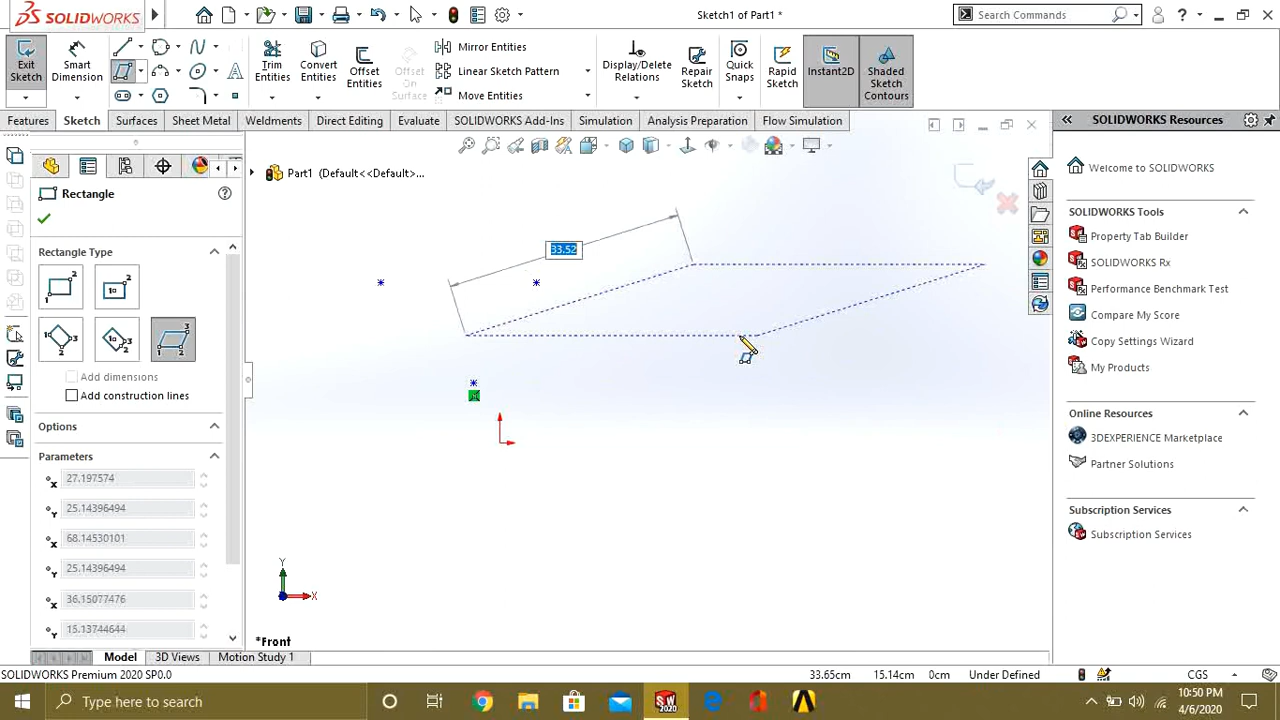 SOLIDWORKS
Sketch1 of Part1 *
Search Commands
?
Exit Sketch
Smart Dimension
Trim Entities
Convert Entities
Offset Entities
Offset On Surface
Mirror Entities
Linear Sketch Pattern
Move Entities
Display/Delete Relations
Repair Sketch
Quick Snaps
Rapid Sketch
Instant2D
Shaded Sketch Contours
Features
Sketch
Surfaces
Sheet Metal
Weldments
Direct Editing
Evaluate
SOLIDWORKS Add-Ins
Simulation
Analysis Preparation
Flow Simulation
SOLIDWORKS Resources
Part1 (Default<<Default>...
Rectangle
Rectangle Type
Add dimensions
Add construction lines
Options
Parameters
27.197574
25.14396494
68.14530101
25.14396494
36.15077476
15.13744644
33.52
Y
X
*Front
Welcome to SOLIDWORKS
SOLIDWORKS Tools
Property Tab Builder
SOLIDWORKS Rx
Performance Benchmark Test
Compare My Score
Copy Settings Wizard
My Products
Online Resources
3DEXPERIENCE Marketplace
Partner Solutions
Subscription Services
Subscription Services
Model
3D Views
Motion Study 1
SOLIDWORKS Premium 2020 SP0.0
33.65cm
15.14cm
0cm
Under Defined
CGS
Type here to search
10:50 PM
4/6/2020